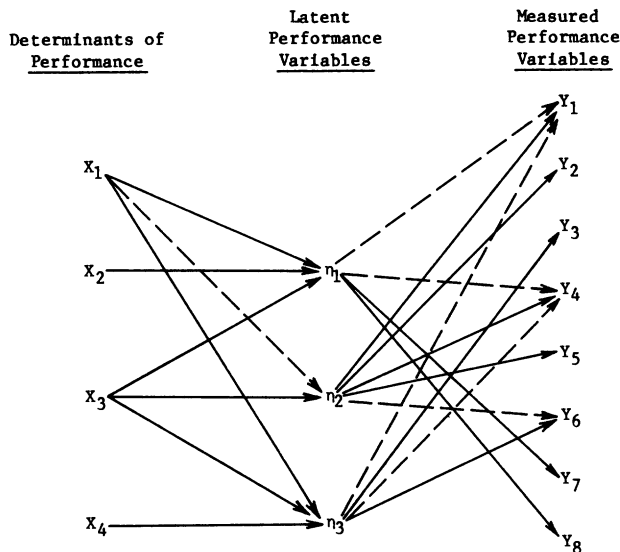 Determinants of
Performance
Latent
Performance
Variables
Measured
Performance
Variables
X1
X2
X3
X4
η1
η2
η3
Y1
Y2
Y3
Y4
Y5
Y6
Y7
Y8